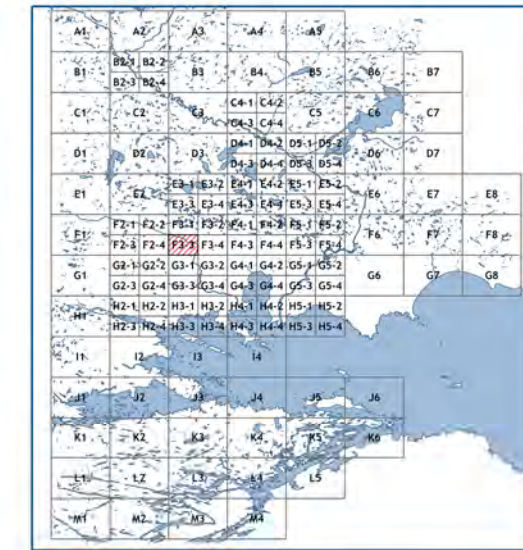 A1 A2 A3 A4 A5
B2-1 B2-2
B1 B3 B4 B5 B6 B7
B2-3 B2-4
C4-1 C4-2
C1 C2 C3 C5 C6 C7
C4-3 C4-4
D4-1 D4-2 D5-1 D5-2
D1 D2 D3 D6 D7
D4-3 D4-4 D5-3 D5-4
E3-1 E3-2 E4-1 E4-2 E5-1 E5-2
E1 E2 E6 E7 E8
E3-3 E3-4 E4-3 E4-4 E5-3 E5-4
F2-1 F2-2 F3-1 F3-2 F4-1 F4-2 F5-1 F5-2
F1 F6 F7 F8
F2-3 F2-4 F3-3 F3-4 F4-3 F4-4 F5-3 F5-4
G2-1 G2-2 G3-1 G3-2 G4-1 G4-2 G5-1 G5-2
G1 G6 G7 G8
G2-3 G2-4 G3-3 G3-4 G4-3 G4-4 G5-3 G5-4
H2-1 H2-2 H3-1 H3-2 H4-1 H4-2 H5-1 H5-2
H1
H2-3 H2-4 H3-3 H3-4 H4-3 H4-4 H5-3 H5-4
I1 I2 I3 I4
J1 J2 J3 J4 J5 J6
K1 K2 K3 K4 K5 K6
L1 L2 L3 L4 L5
M1 M2 M3 M4